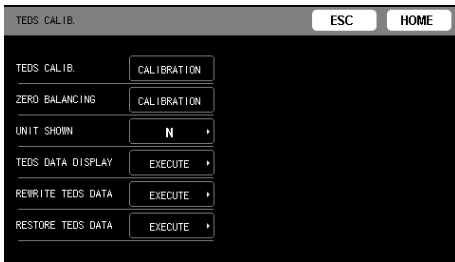 TEDS CALIB. ESC HOME
TEDS CALIB. CALIBRATION
ZERO BALANCING CALIBRATION
UNIT SHOWN N
TEDS DATA DISPLAY EXECUTE
REWRITE TEDS DATA EXECUTE
RESTORE TEDS DATA EXECUTE